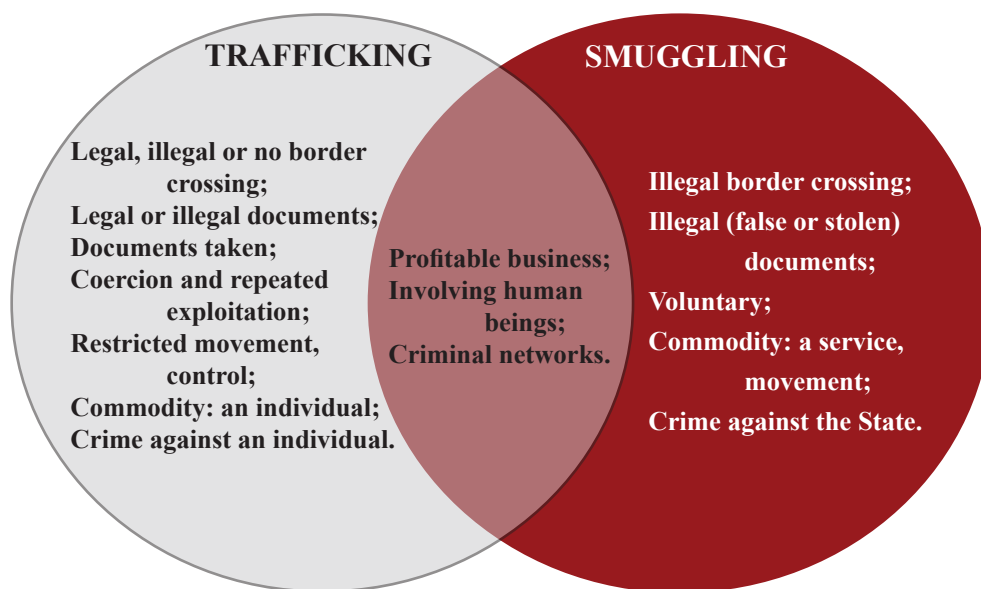 TRAFFICKING
Legal, illegal or no border
crossing;
Legal or illegal documents;
Documents taken;
Coercion and repeated
exploitation;
Restricted movement,
control;
Commodity: an individual;
Crime against an individual.
Profitable business;
Involving human
beings;
Criminal networks.
SMUGGLING
Illegal border crossing;
Illegal (false or stolen)
documents;
Voluntary;
Commodity: a service,
movement;
Crime against the State.